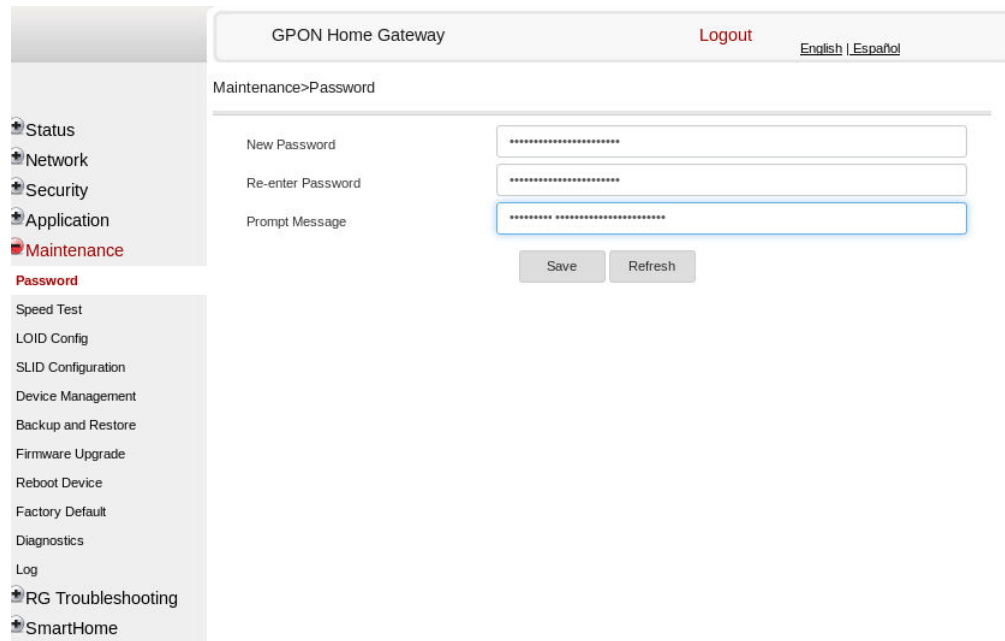 GPON Home Gateway
Logout
English | Español
Maintenance>Password
Status
Network
Security
Application
Maintenance
Password
Speed Test
LOID Config
SLID Configuration
Device Management
Backup and Restore
Firmware Upgrade
Reboot Device
Factory Default
Diagnostics
Log
RG Troubleshooting
SmartHome
New Password
Re-enter Password
Prompt Message
Save
Refresh